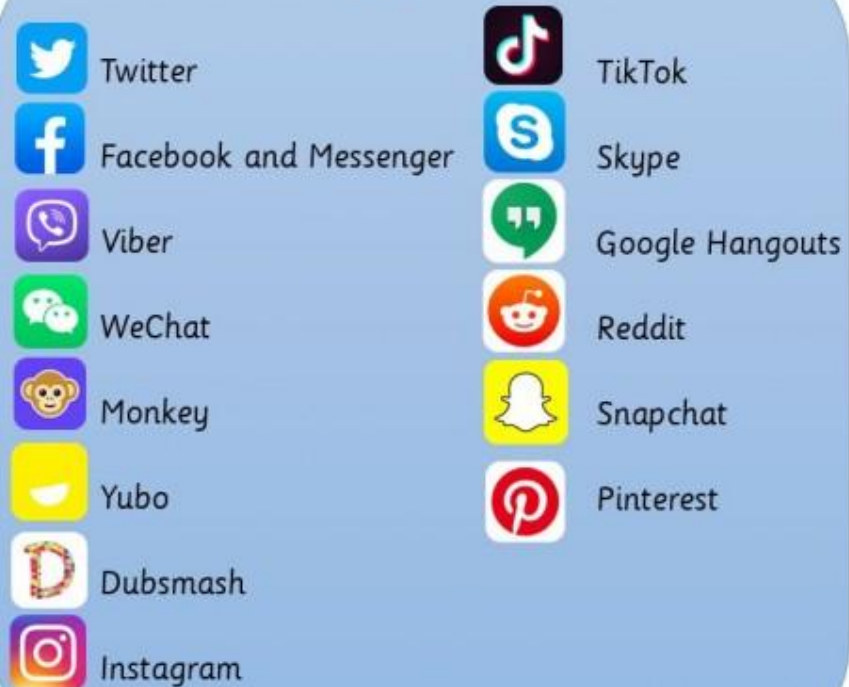 Twitter
Facebook and Messenger
Viber
WeChat
Monkey
Yubo
Dubsmash
Instagram
TikTok
Skype
Google Hangouts
Reddit
Snapchat
Pinterest